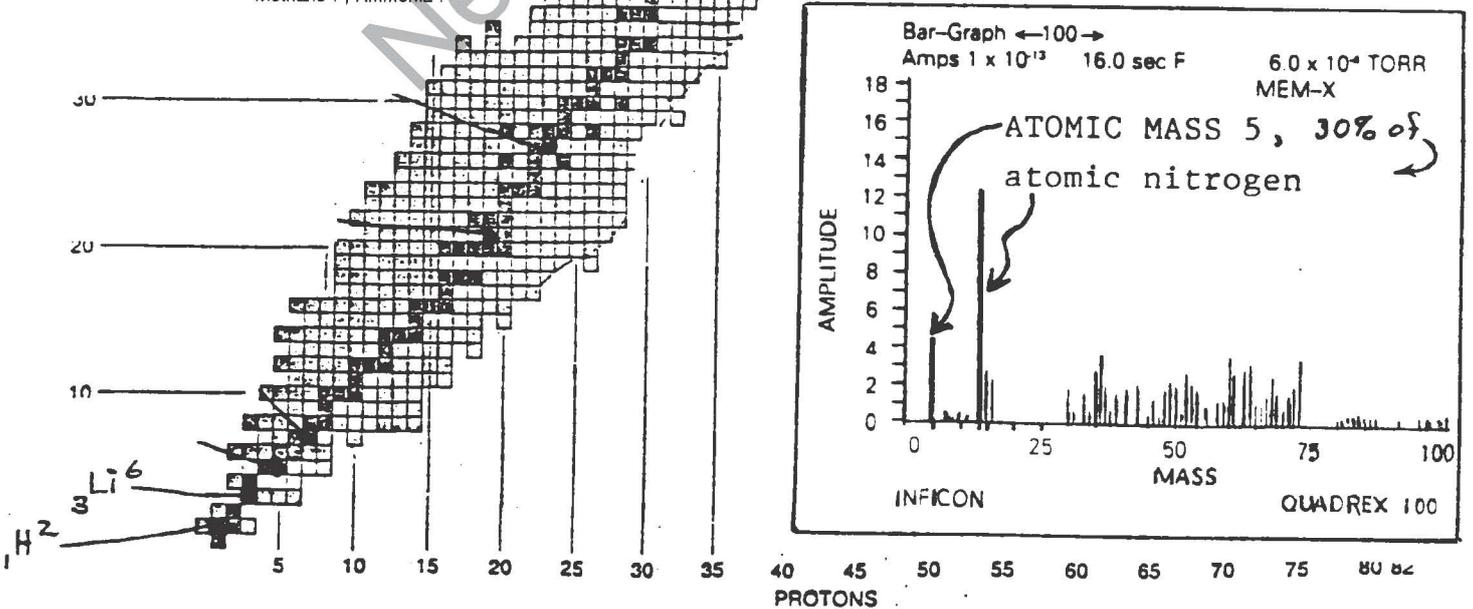 Ne
30
20
10
₃Li⁶
₁H²
5 10 15 20 25 30 35 40 45 50 55 60 65 70 75 80 82
PROTONS
Bar-Graph ←100→
Amps 1 x 10⁻¹³ 16.0 sec F 6.0 x 10⁻⁴ TORR
MEM-X
18
16
14
12
10
8
6
4
2
0
AMPLITUDE
ATOMIC MASS 5, 30% of
atomic nitrogen
0 25 50 75 100
MASS
INFICON QUADREX 100